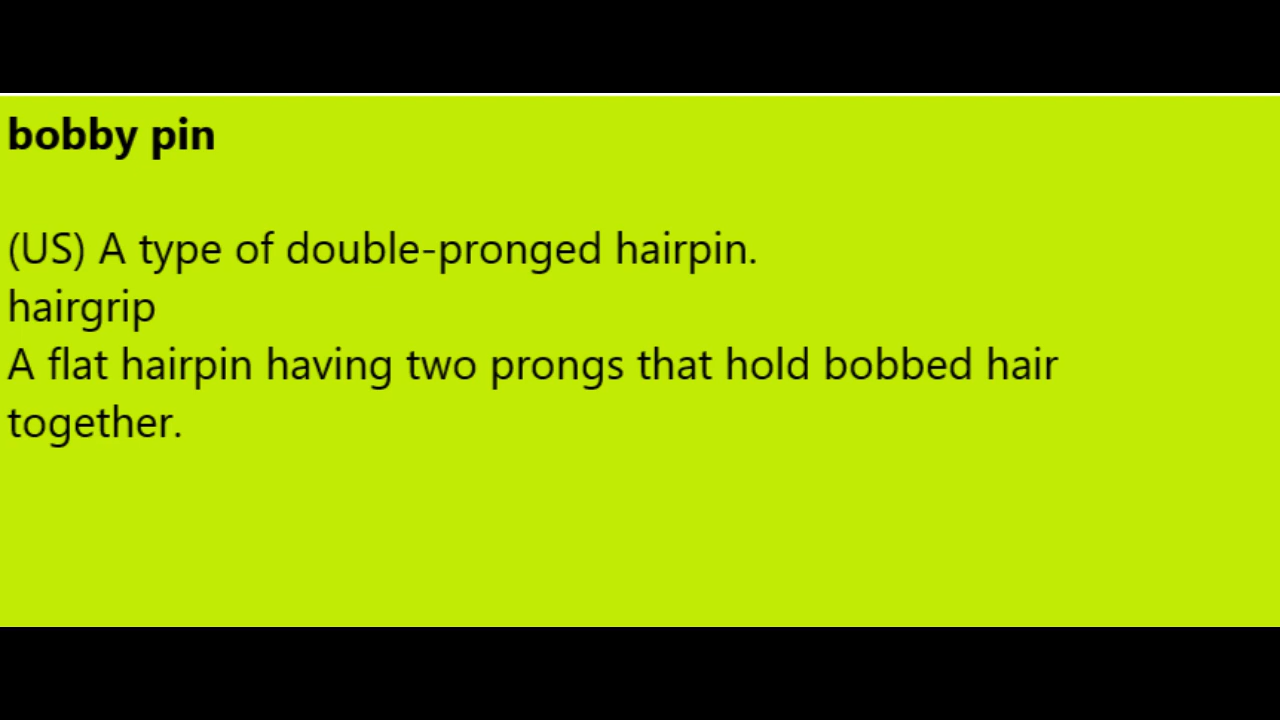 bobby pin
(US) A type of double-pronged hairpin.
hairgrip
A flat hairpin having two prongs that hold bobbed hair
together.